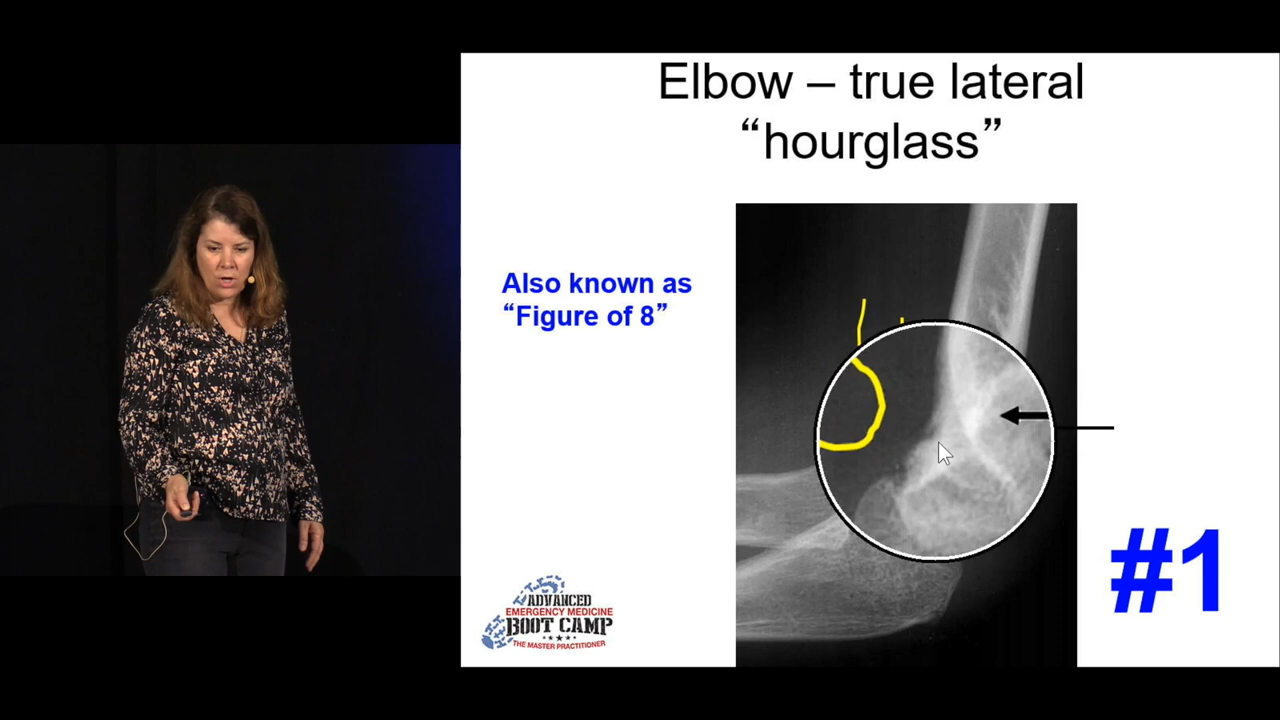 Elbow – true lateral
“hourglass”
Also known as
“Figure of 8”
#1
ADVANCED
EMERGENCY MEDICINE
BOOT CAMP
THE MASTER PRACTITIONER